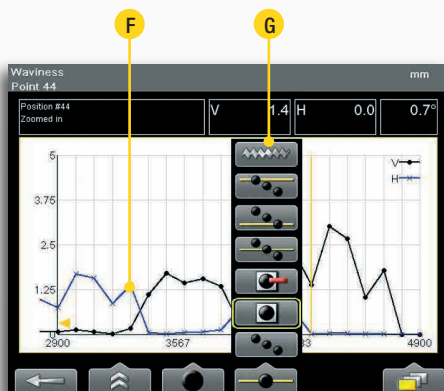 F G
Waviness mm
Point 44
Position #44 V 1.4 H 0.0 0.7°
Zoomed in
5
V
H
3.75
2.5
1.25
2900 3567 33 4900